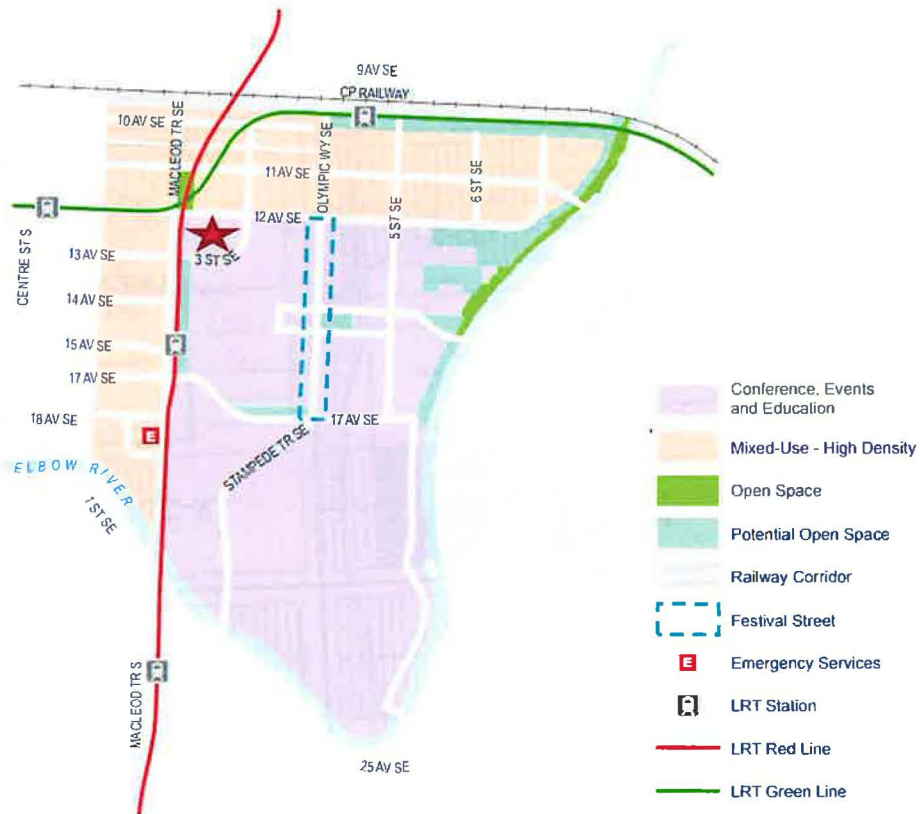 9 AV SE
CP RAILWAY
10 AV SE
MACLEOD TR SE
OLYMPIC WY SE
11 AV SE
6 ST SE
5 ST SE
12 AV SE
CENTRE ST S
13 AV SE
3 ST SE
14 AV SE
15 AV SE
17 AV SE
18 AV SE
17 AV SE
E
STAMPEDE TR SE
ELBOW RIVER
1 ST SE
MACLEOD TR S
25 AV SE
Conference, Events
and Education
Mixed-Use - High Density
Open Space
Potential Open Space
Railway Corridor
Festival Street
E
Emergency Services
LRT Station
LRT Red Line
LRT Green Line